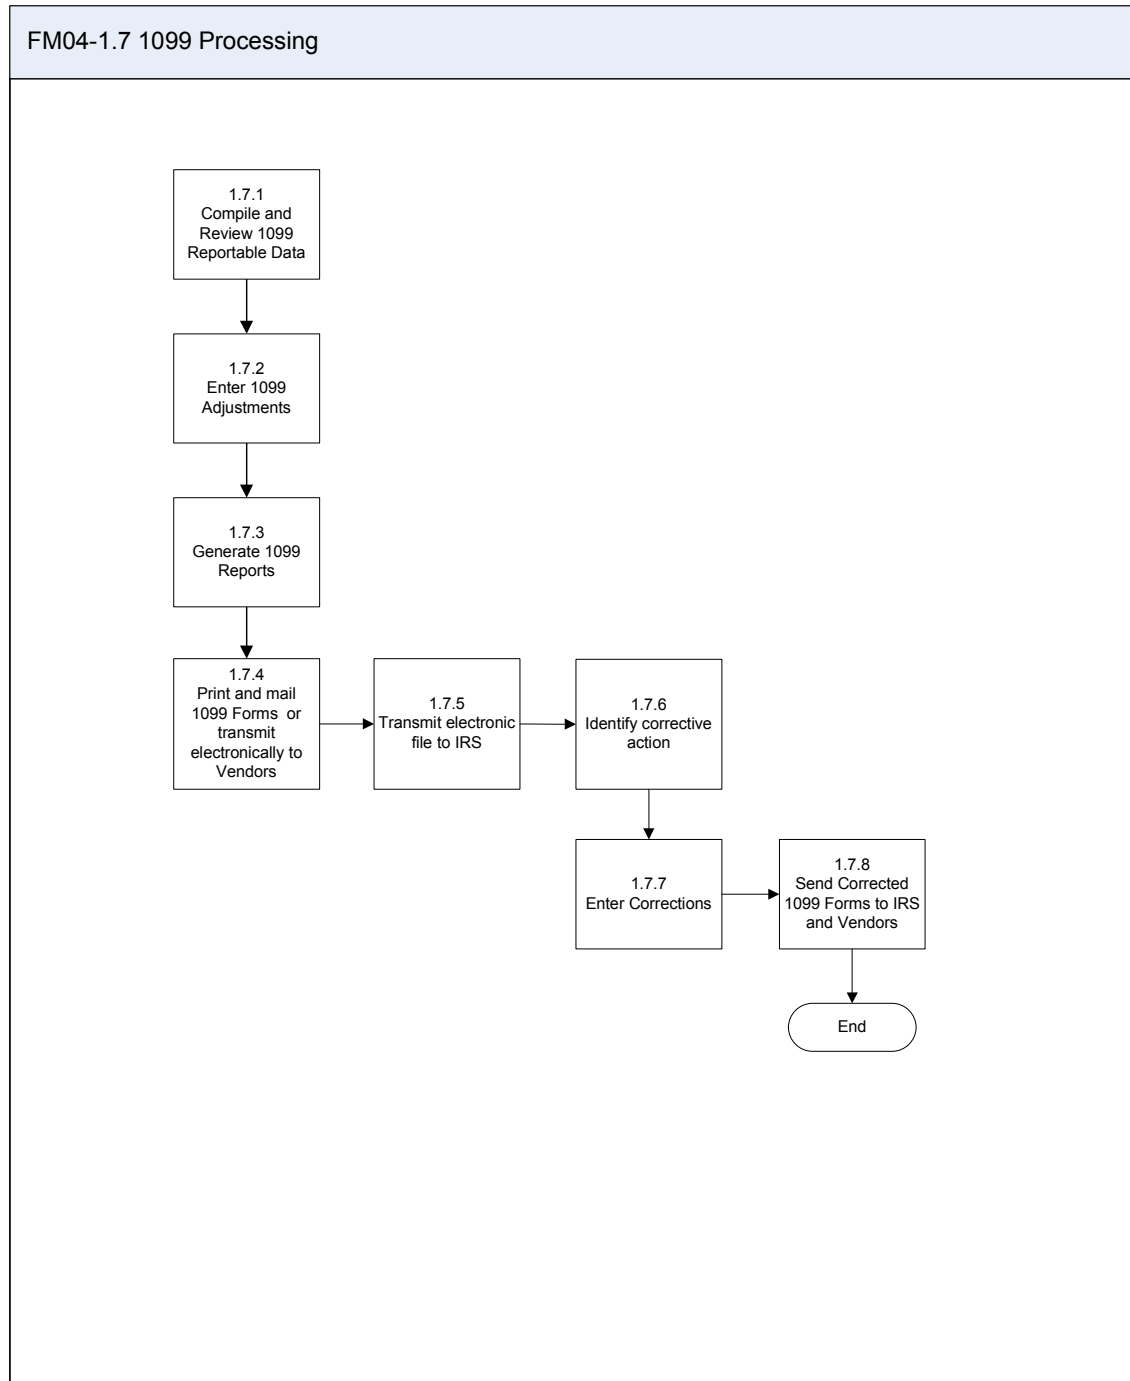 FM04-1.7 1099 Processing
1.7.1
Compile and
Review 1099
Reportable Data
1.7.2
Enter 1099
Adjustments
1.7.3
Generate 1099
Reports
1.7.4
Print and mail
1099 Forms or
transmit
electronically to
Vendors
1.7.5
Transmit electronic
file to IRS
1.7.6
Identify corrective
action
1.7.7
Enter Corrections
1.7.8
Send Corrected
1099 Forms to IRS
and Vendors
End